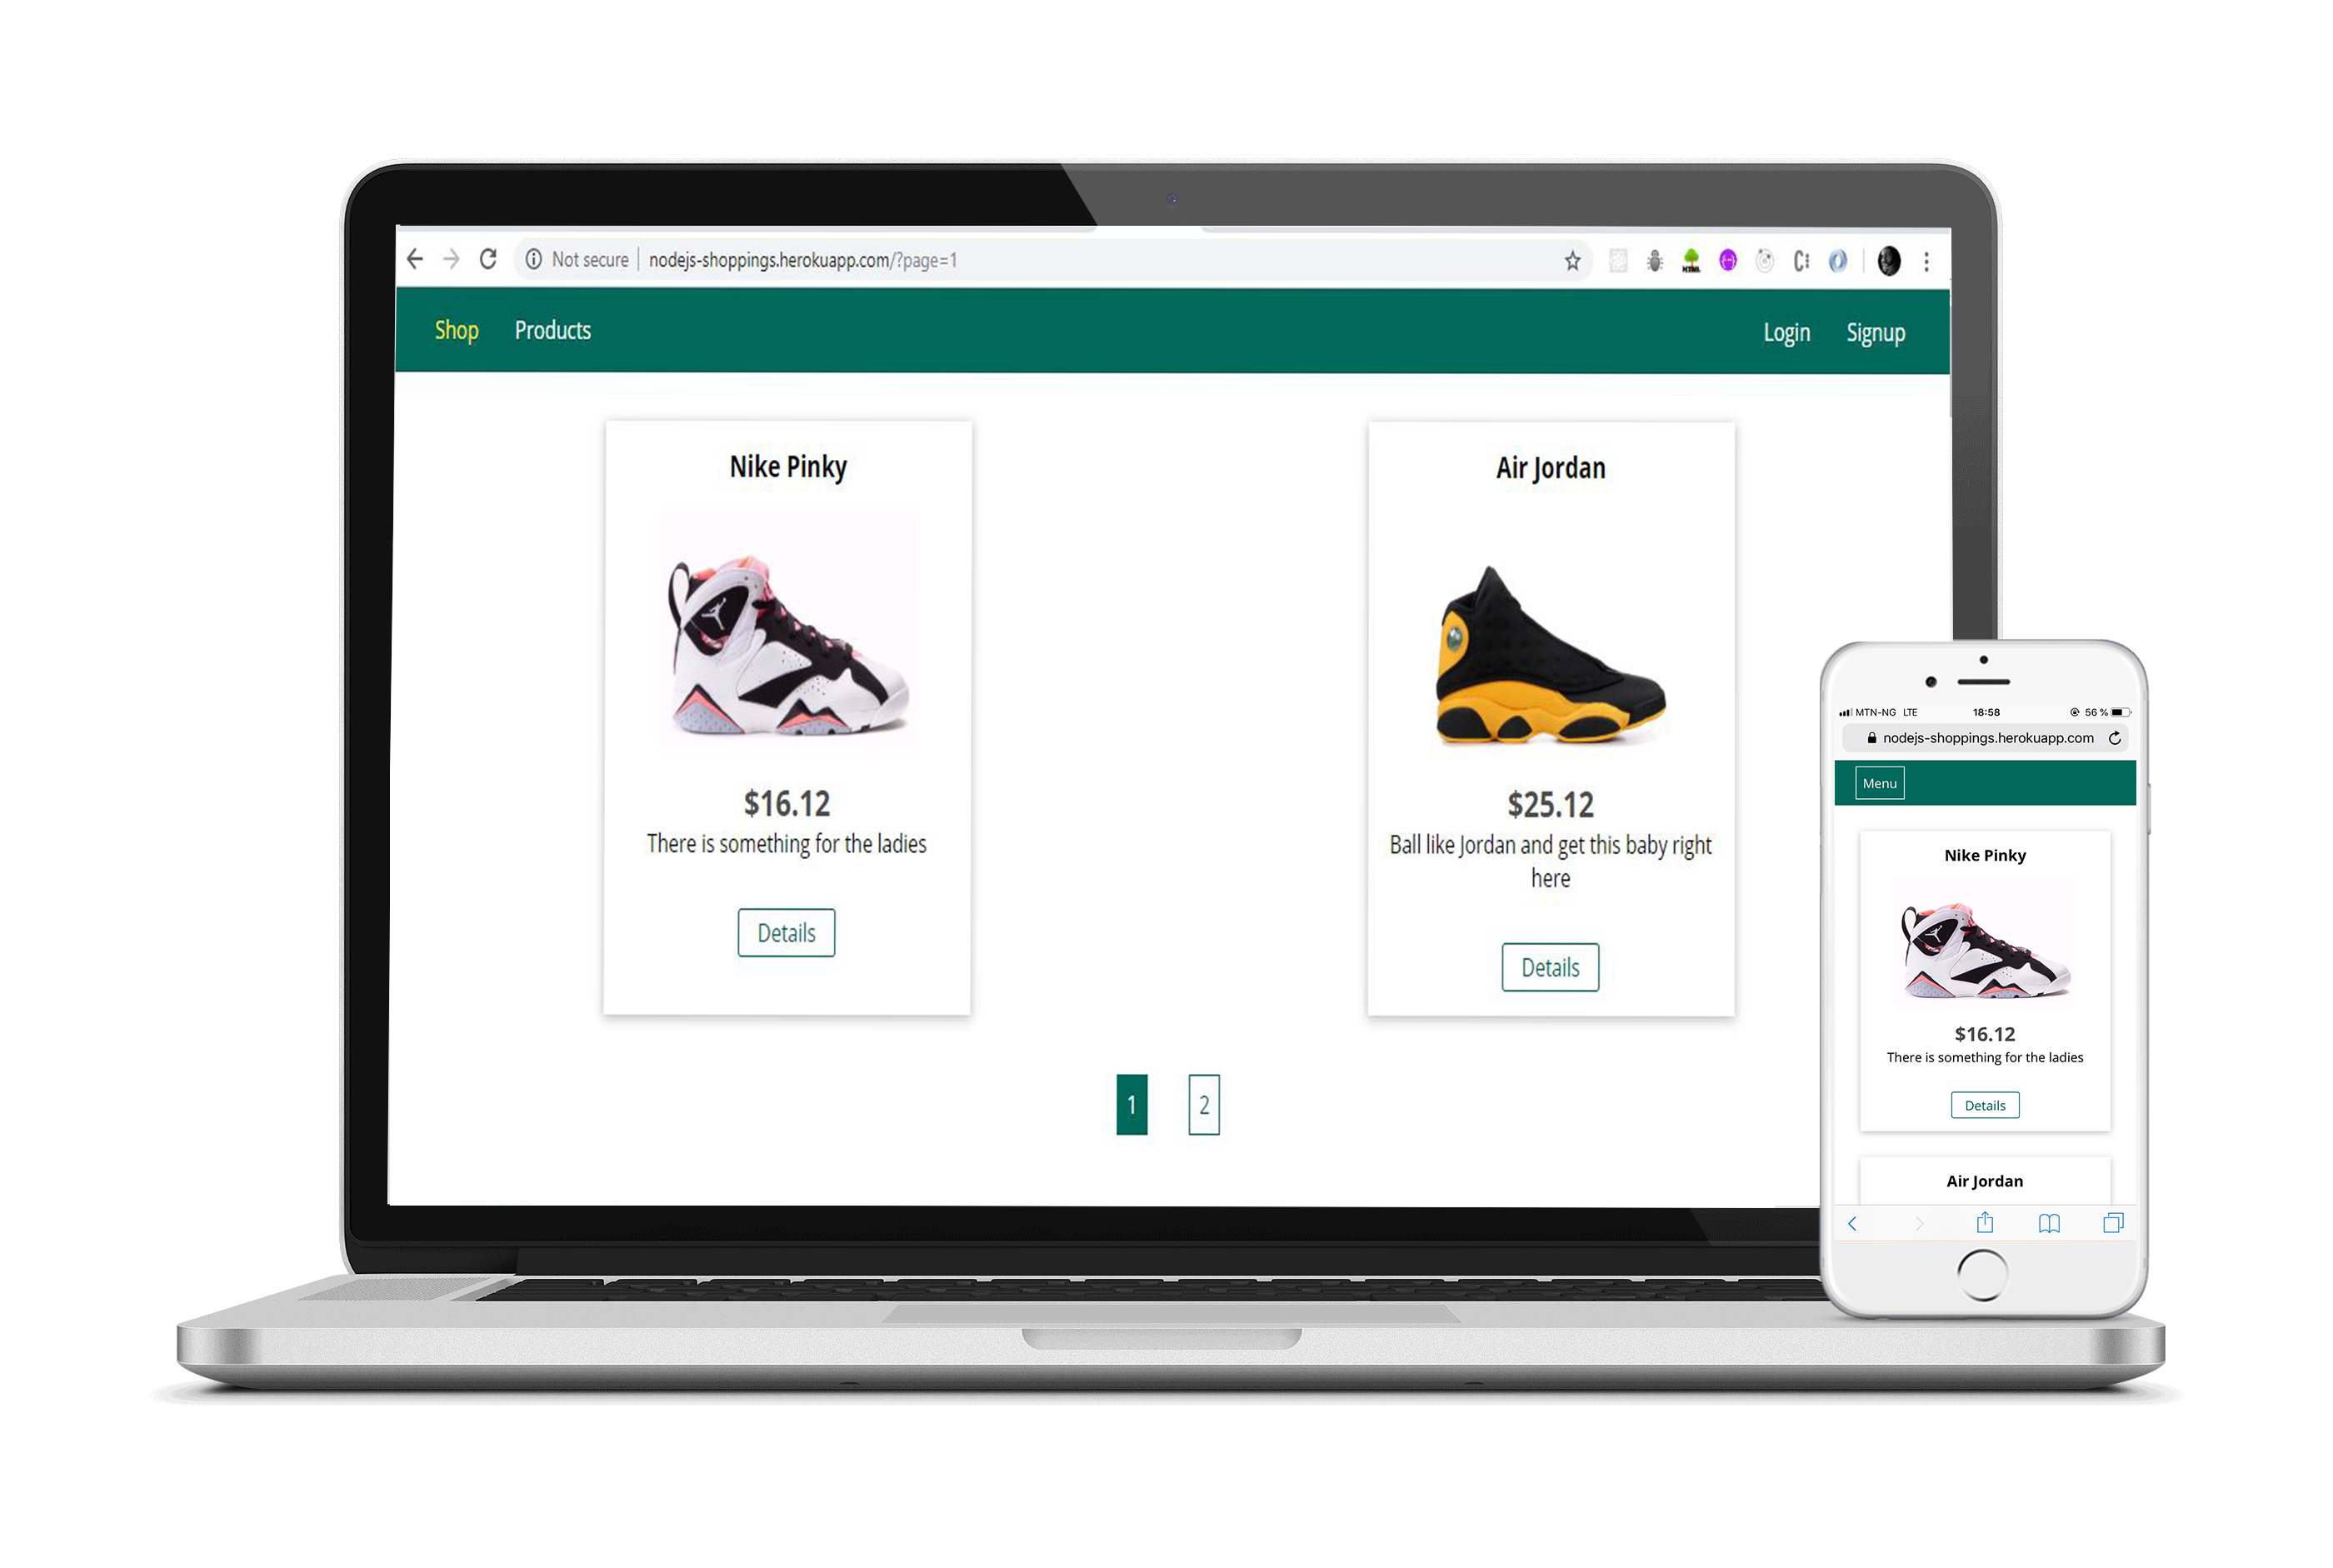 Not secure | nodejs-shoppings.herokuapp.com/?page=1
Shop Products Login Signup
Nike Pinky
$16.12
There is something for the ladies
Details
Air Jordan
$25.12
Ball like Jordan and get this baby right
here
Details
1 2
MTN-NG LTE 18:58 56 %
nodejs-shoppings.herokuapp.com
Menu
Nike Pinky
$16.12
There is something for the ladies
Details
Air Jordan